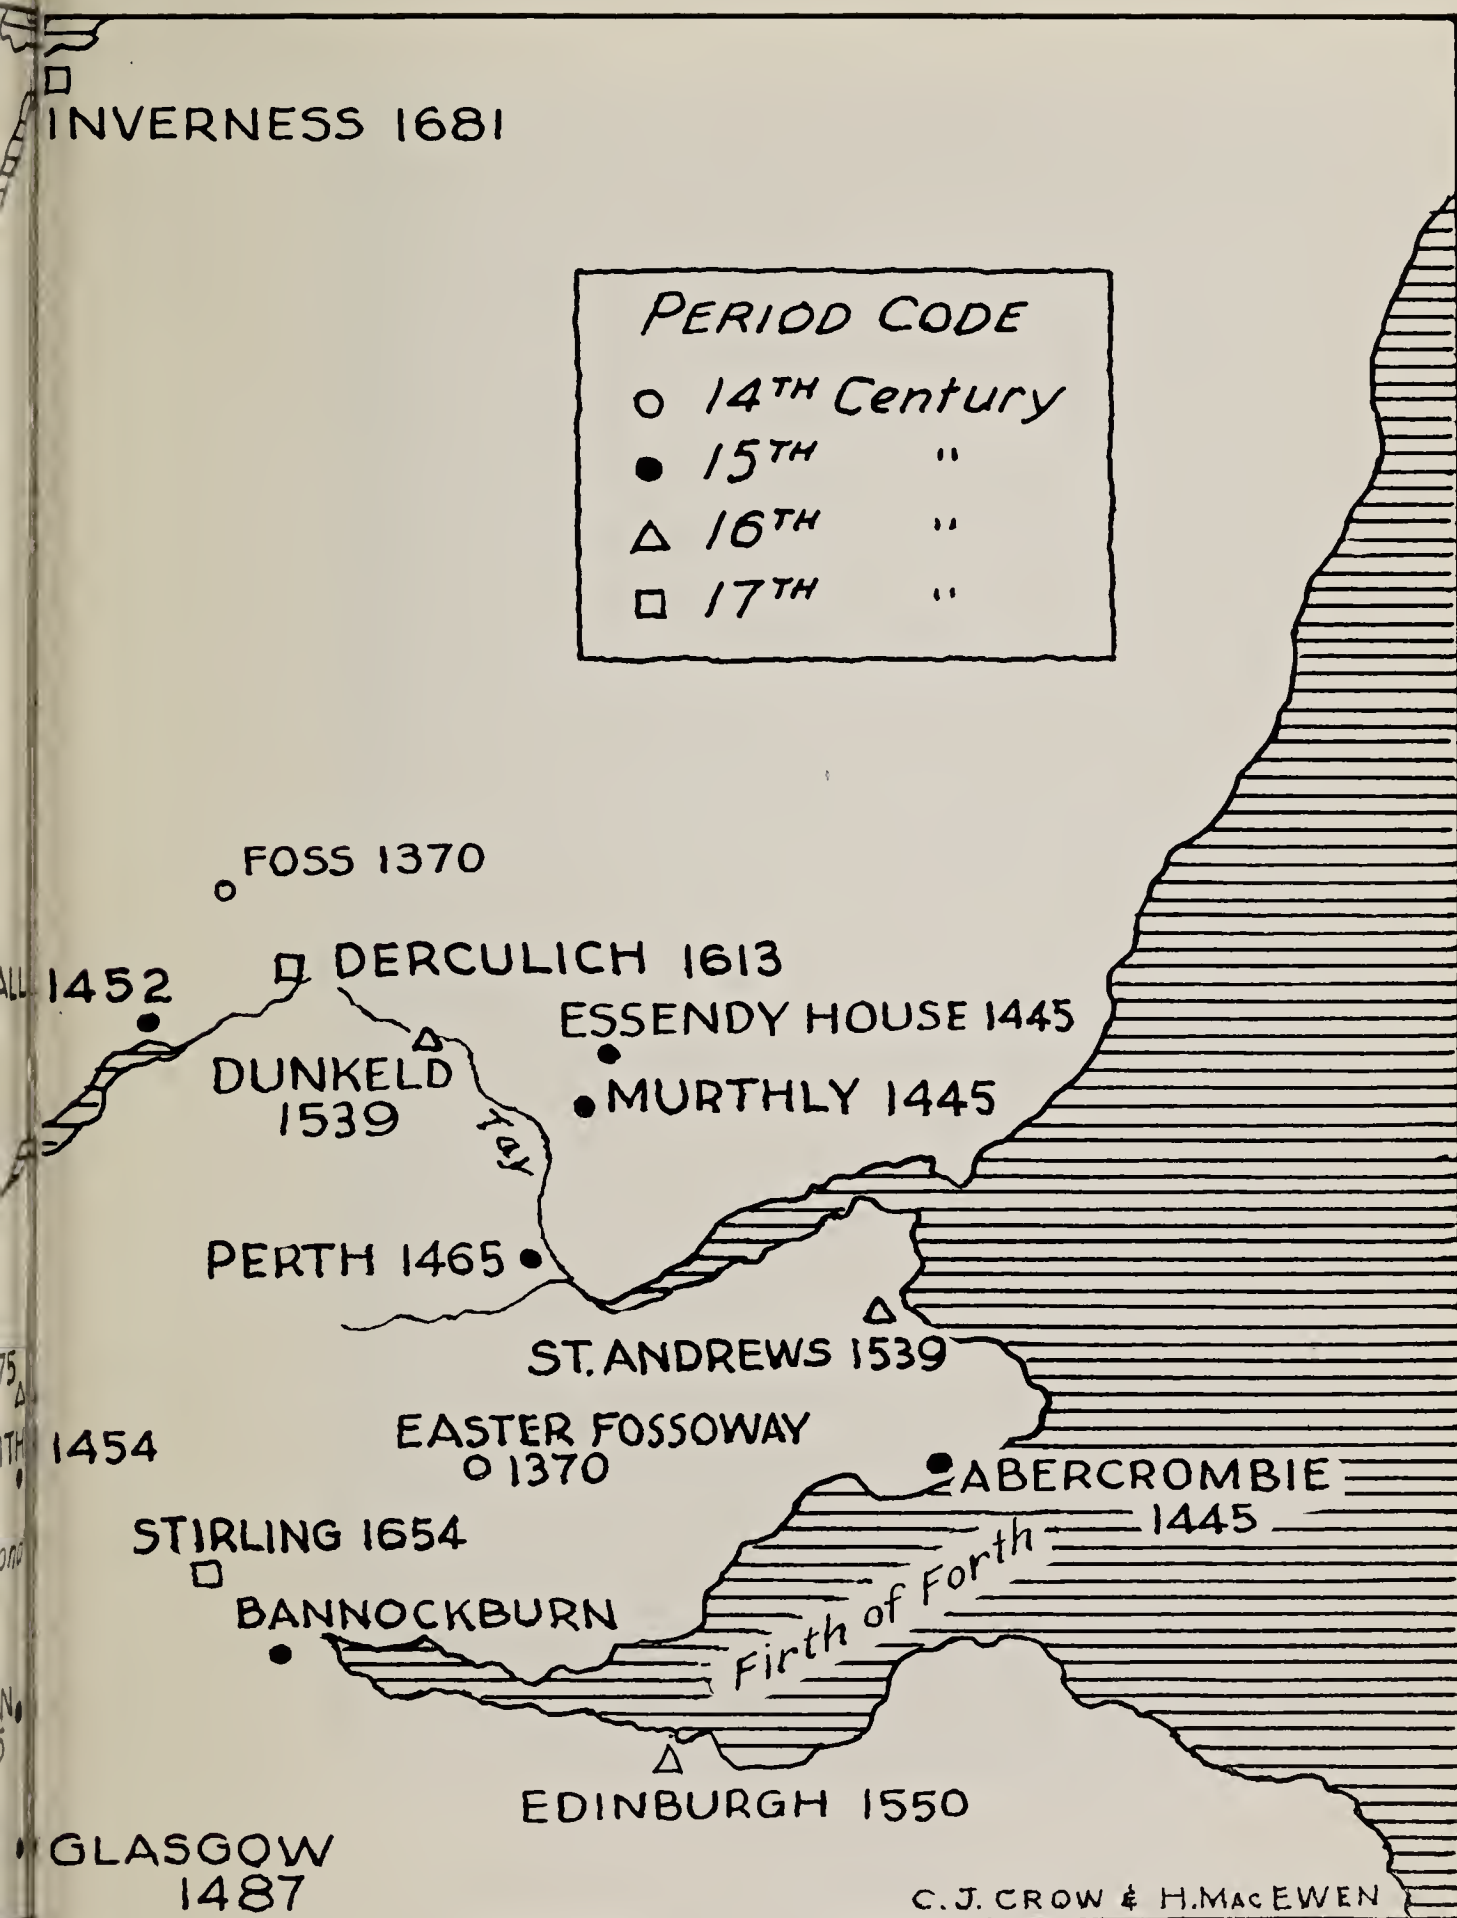 INVERNESS 1681
PERIOD CODE
14TH Century
15TH "
16TH "
17TH "
FOSS 1370
DERCULICH 1613
1452
ESSENDY HOUSE 1445
DUNKELD
1539
MURTHLY 1445
Tay
PERTH 1465
ST. ANDREWS 1539
EASTER FOSSOWAY
1370
1454
ABERCROMBIE
1445
STIRLING 1654
BANNOCKBURN
Firth of Forth
EDINBURGH 1550
GLASGOW
1487
C. J. CROW & H. MACEWEN